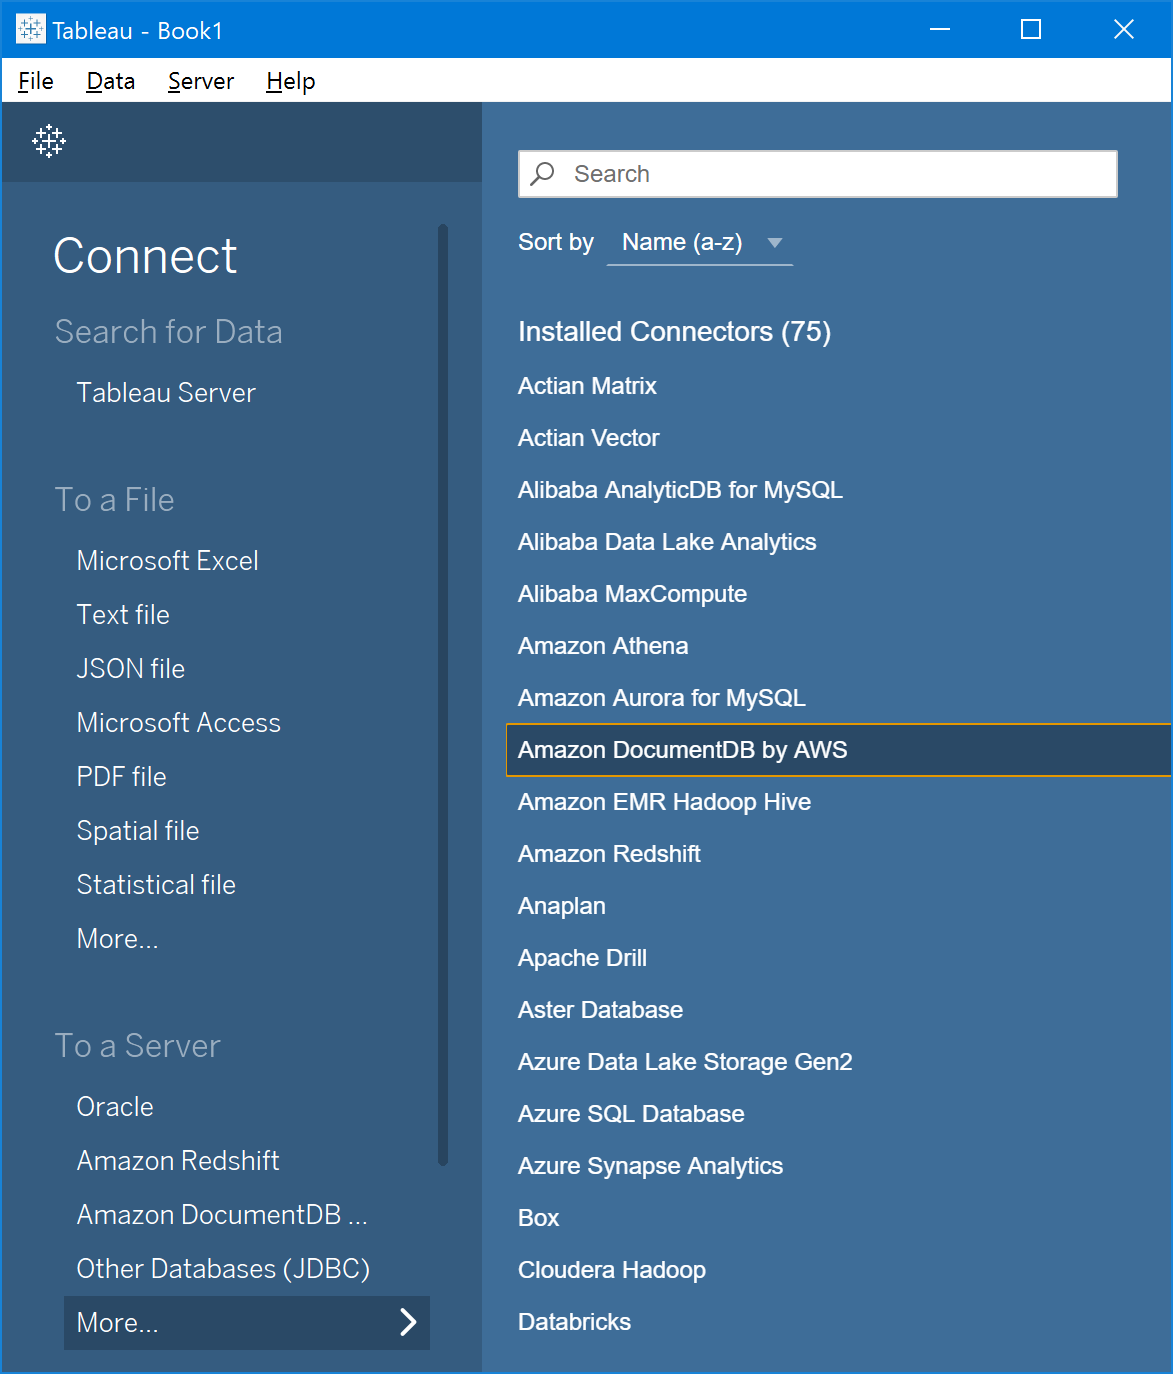 Tableau - Book1
File Data Server Help
Connect
Search for Data
Tableau Server
To a File
Microsoft Excel
Text file
JSON file
Microsoft Access
PDF file
Spatial file
Statistical file
More...
To a Server
Oracle
Amazon Redshift
Amazon DocumentDB ...
Other Databases (JDBC)
More...
Search
Sort by Name (a-z)
Installed Connectors (75)
Actian Matrix
Actian Vector
Alibaba AnalyticDB for MySQL
Alibaba Data Lake Analytics
Alibaba MaxCompute
Amazon Athena
Amazon Aurora for MySQL
Amazon DocumentDB by AWS
Amazon EMR Hadoop Hive
Amazon Redshift
Anaplan
Apache Drill
Aster Database
Azure Data Lake Storage Gen2
Azure SQL Database
Azure Synapse Analytics
Box
Cloudera Hadoop
Databricks